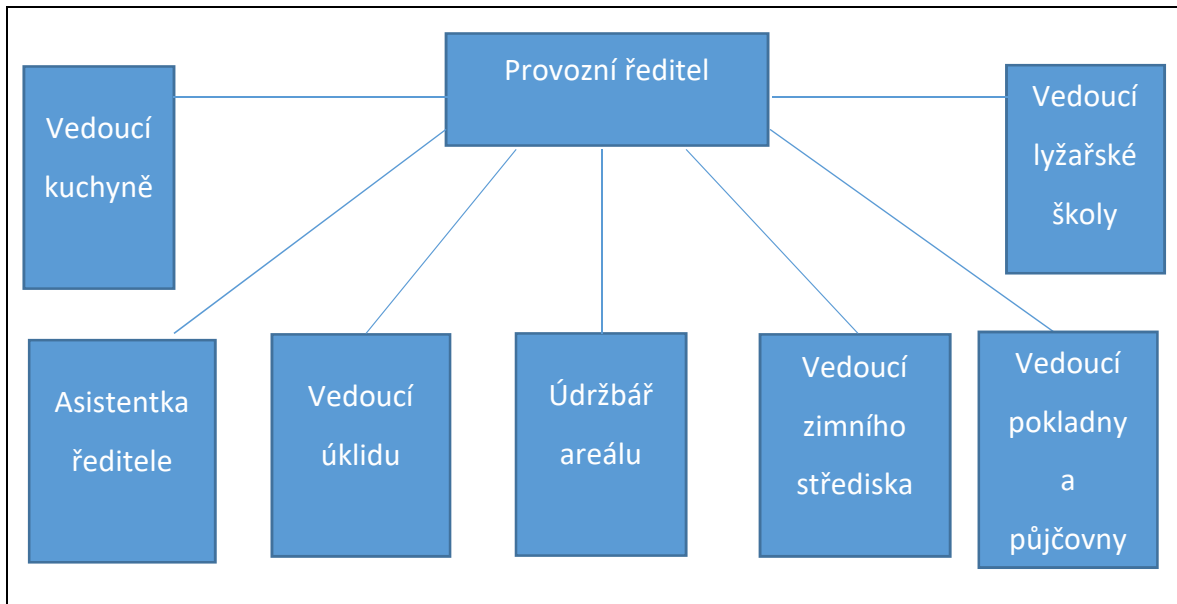 Provozní ředitel
Vedoucí
kuchyně
Vedoucí
lyžařské
školy
Asistentka
ředitele
Vedoucí
úklidu
Údržbář
areálu
Vedoucí
zimního
střediska
Vedoucí
pokladny
a
půjčovny